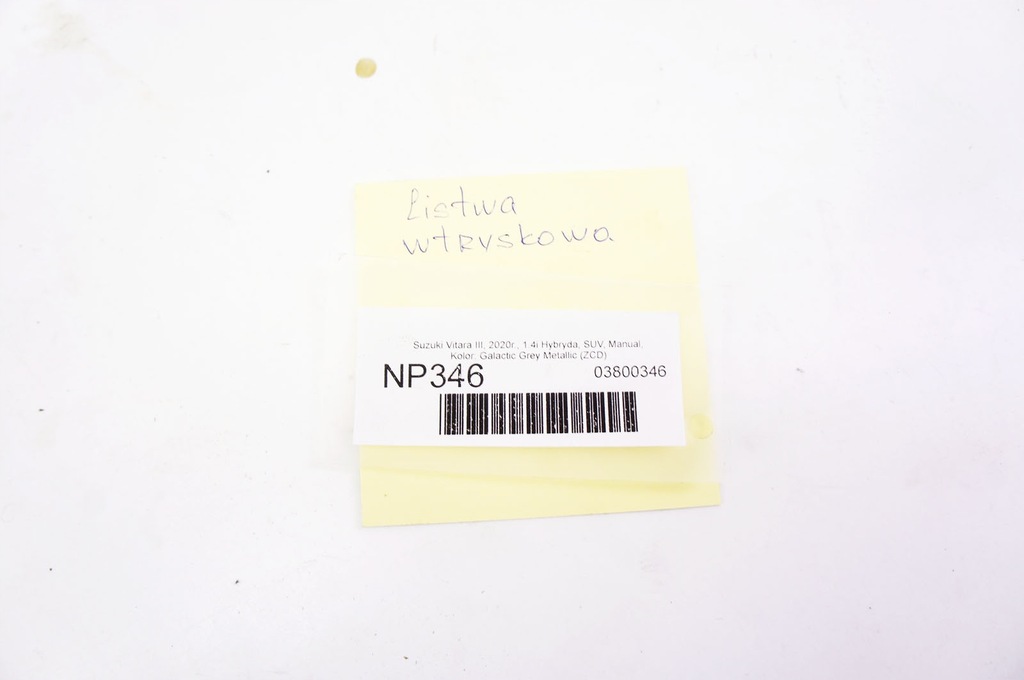 Listwa
wtryskowa
Suzuki Vitara III, 2020r., 1.4i Hybryda, SUV, Manual,
Kolor: Galactic Grey Metallic (ZCD)
NP346 03800346